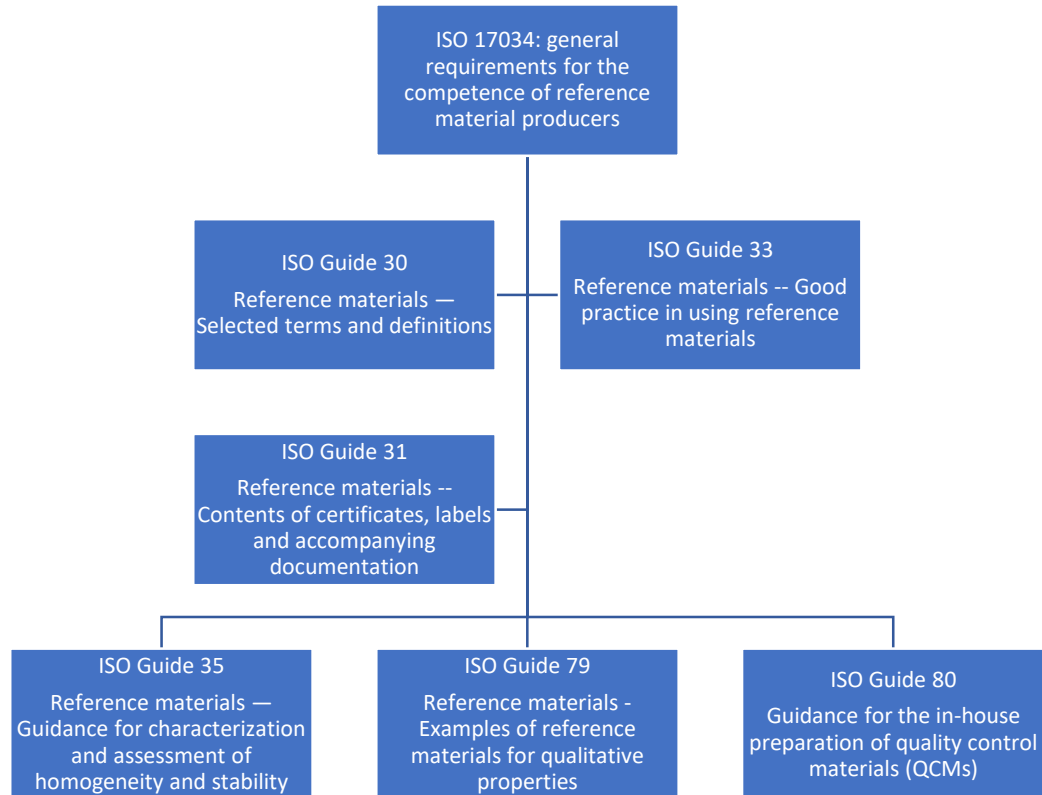 ISO 17034: general
requirements for the
competence of reference
material producers
ISO Guide 30
Reference materials —
Selected terms and definitions
ISO Guide 33
Reference materials -- Good
practice in using reference
materials
ISO Guide 31
Reference materials --
Contents of certificates, labels
and accompanying
documentation
ISO Guide 35
Reference materials —
Guidance for characterization
and assessment of
homogeneity and stability
ISO Guide 79
Reference materials -
Examples of reference
materials for qualitative
properties
ISO Guide 80
Guidance for the in-house
preparation of quality control
materials (QCMs)